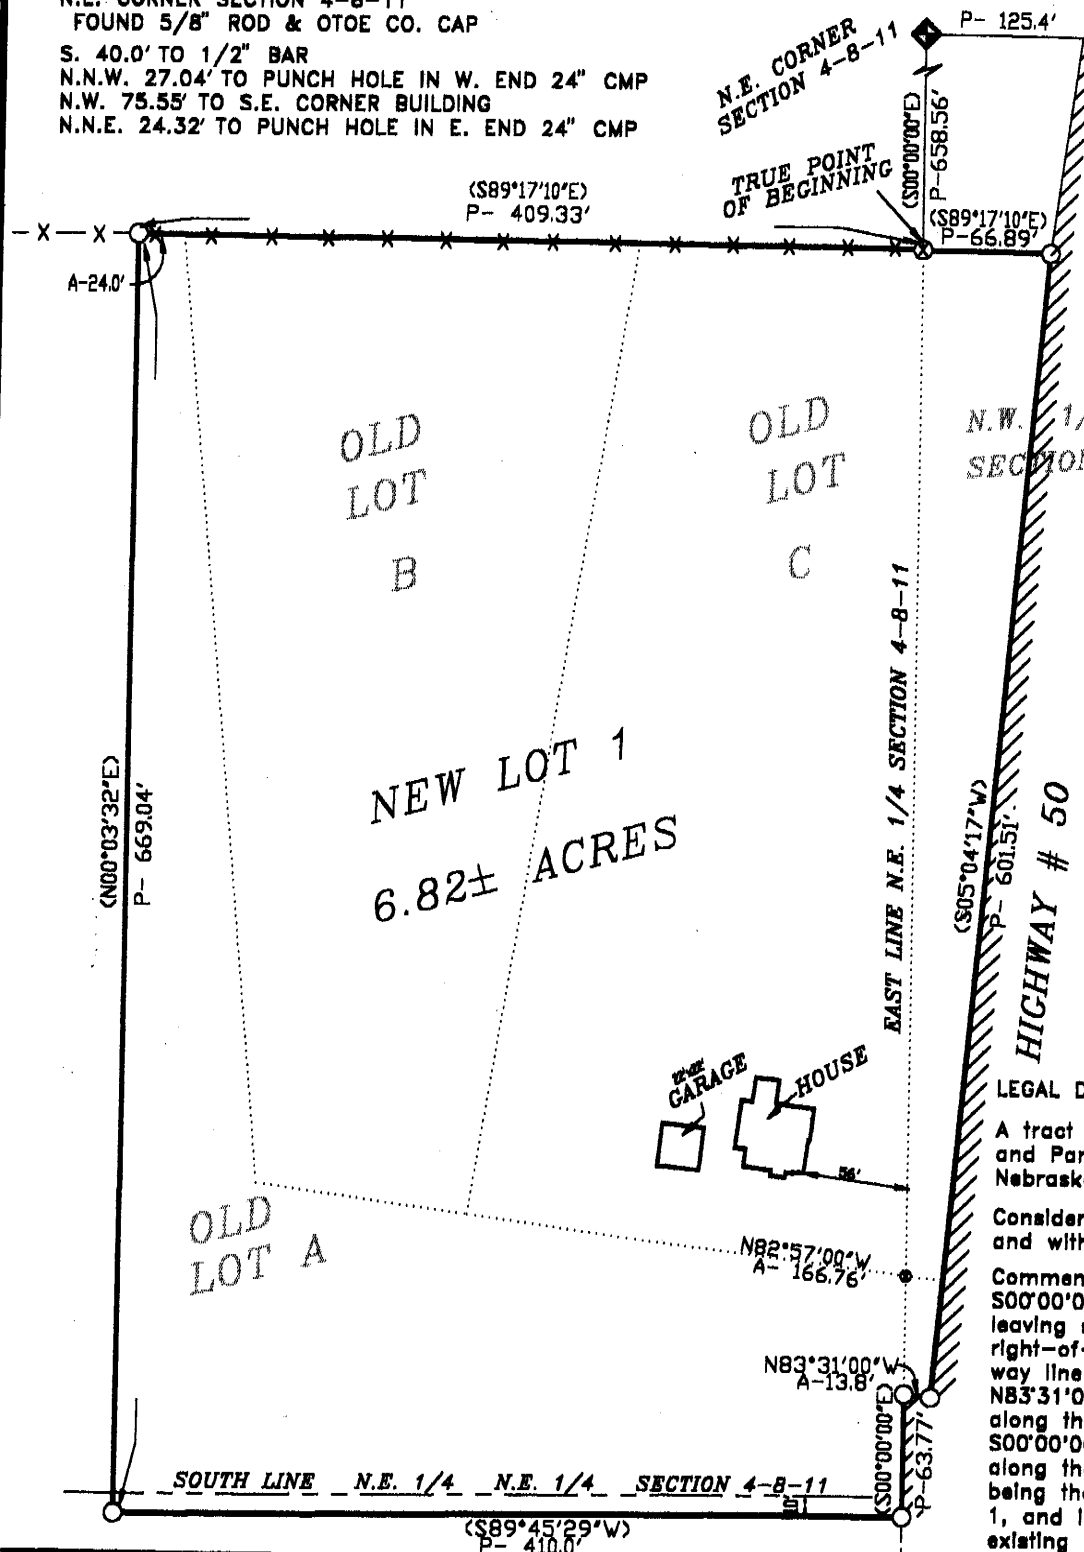 N.E. CORNER SECTION 4-8-11
FOUND 5/8" ROD & OTOE CO. CAP
S. 40.0' TO 1/2" BAR
N.N.W. 27.04' TO PUNCH HOLE IN W. END 24" CMP
N.W. 75.55' TO S.E. CORNER BUILDING
N.N.E. 24.32' TO PUNCH HOLE IN E. END 24" CMP
P- 125.4'
N.E. CORNER
SECTION 4-8-11
(S00°00'00"E)
P-658.56'
TRUE POINT
OF BEGINNING
(S89°17'10"E)
P- 409.33'
(S89°17'10"E)
P-66.89'
X X
A-24.0'
OLD
LOT
B
OLD
LOT
C
N.W. 1/
SECTION
EAST LINE N.E. 1/4 SECTION 4-8-11
NEW LOT 1
6.82± ACRES
(N00°03'32"E)
P- 669.04'
(S05°04'17"W)
P- 601.51'
HIGHWAY # 50
GARAGE
HOUSE
56'
OLD
LOT A
N82°57'00"W
A- 166.76'
N83°31'00"W
A-13.8'
(S00°00'00"E)
P-63.77'
SOUTH LINE N.E. 1/4 N.E. 1/4 SECTION 4-8-11
(S89°45'29"W)
P- 410.0'
LEGAL D
A tract
and Par
Nebrask
Consider
and with
Commen
S00°00'0
leaving
right-of-
way line
N83°31'0
along th
S00°00'0
along th
being th
1, and l
existing